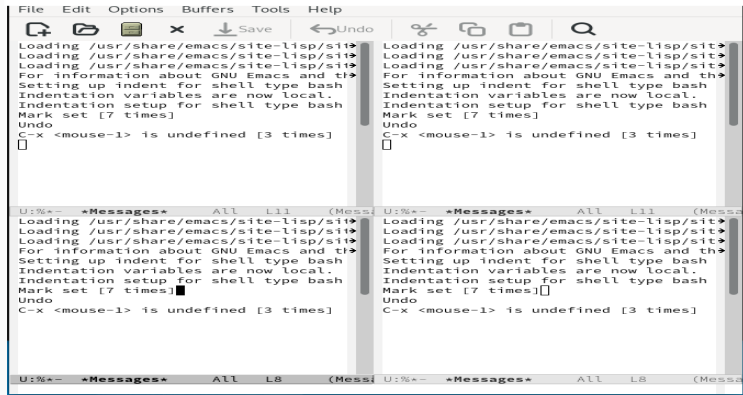 File Edit Options Buffers Tools Help
Save Undo
Loading /usr/share/emacs/site-lisp/sit
Loading /usr/share/emacs/site-lisp/sit
Loading /usr/share/emacs/site-lisp/sit
For information about GNU Emacs and th
Setting up indent for shell type bash
Indentation variables are now local.
Indentation setup for shell type bash
Mark set [7 times]
Undo
C-x <mouse-1> is undefined [3 times]
U:%*- *Messages* All L11 (Messa
Loading /usr/share/emacs/site-lisp/sit
Loading /usr/share/emacs/site-lisp/sit
Loading /usr/share/emacs/site-lisp/sit
For information about GNU Emacs and th
Setting up indent for shell type bash
Indentation variables are now local.
Indentation setup for shell type bash
Mark set [7 times]
Undo
C-x <mouse-1> is undefined [3 times]
U:%*- *Messages* All L11 (Messa
Loading /usr/share/emacs/site-lisp/sit
Loading /usr/share/emacs/site-lisp/sit
Loading /usr/share/emacs/site-lisp/sit
For information about GNU Emacs and th
Setting up indent for shell type bash
Indentation variables are now local.
Indentation setup for shell type bash
Mark set [7 times]
Undo
C-x <mouse-1> is undefined [3 times]
U:%*- *Messages* All L8 (Messa
Loading /usr/share/emacs/site-lisp/sit
Loading /usr/share/emacs/site-lisp/sit
Loading /usr/share/emacs/site-lisp/sit
For information about GNU Emacs and th
Setting up indent for shell type bash
Indentation variables are now local.
Indentation setup for shell type bash
Mark set [7 times]
Undo
C-x <mouse-1> is undefined [3 times]
U:%*- *Messages* All L8 (Messa